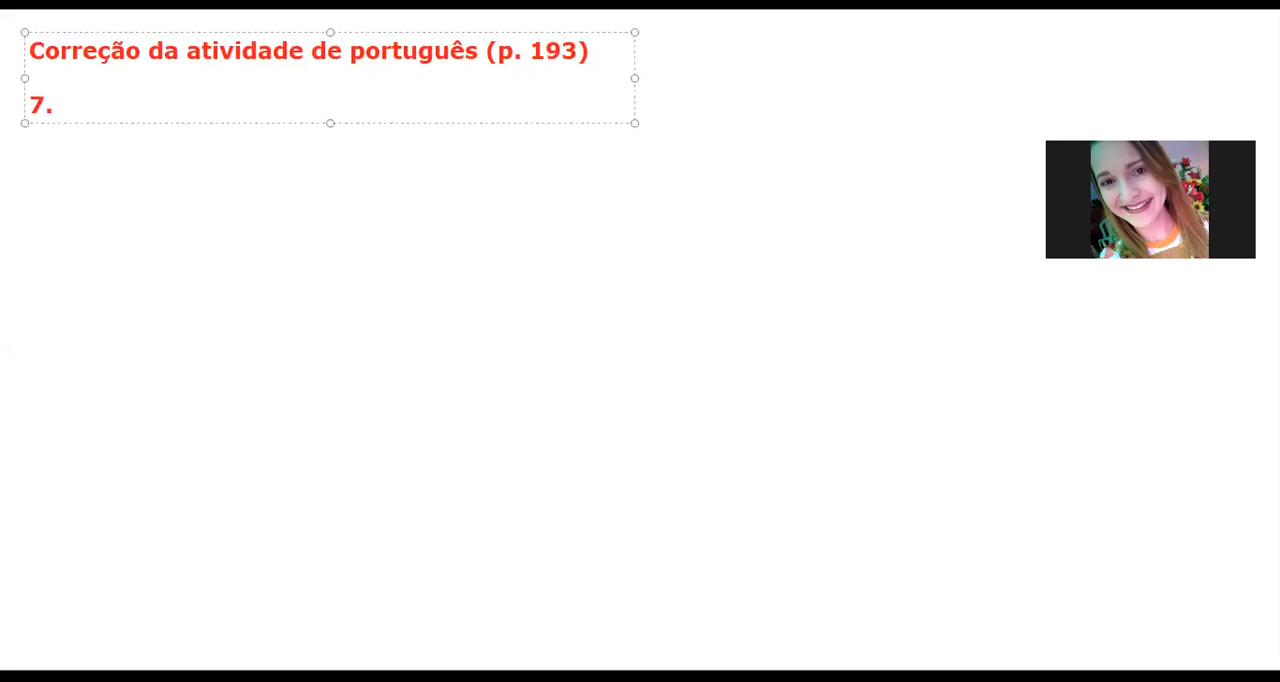 Correção da atividade de português (p. 193)
7.